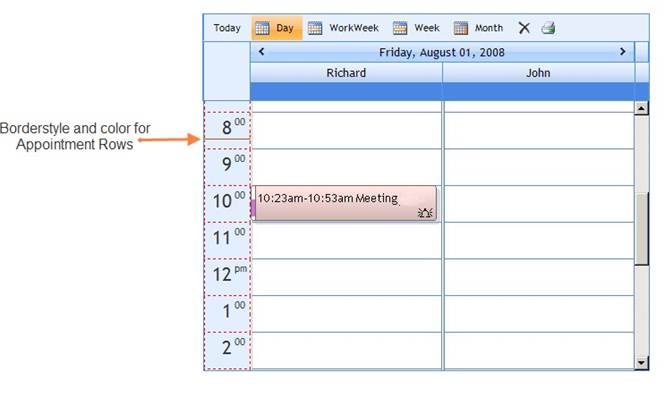 Today Day WorkWeek Week Month
Friday, August 01, 2008
Richard John
Borderstyle and color for
Appointment Rows
8 00
9 00
10 00
10:23am-10:53am Meeting
11 00
12 pm
1 00
2 00